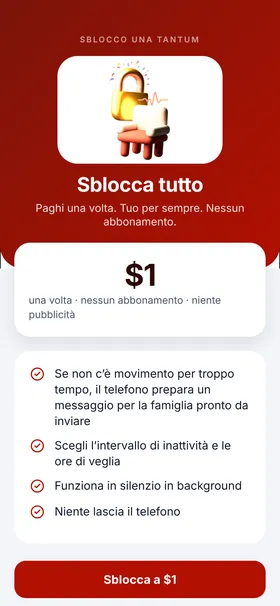 SBLOCCO UNA TANTUM
Sblocca tutto
Paghi una volta. Tuo per sempre. Nessun
abbonamento.
$1
una volta · nessun abbonamento · niente
pubblicità
Se non c'è movimento per troppo
tempo, il telefono prepara un
messaggio per la famiglia pronto da
inviare
Scegli l'intervallo di inattività e le
ore di veglia
Funziona in silenzio in background
Niente lascia il telefono
Sblocca a $1